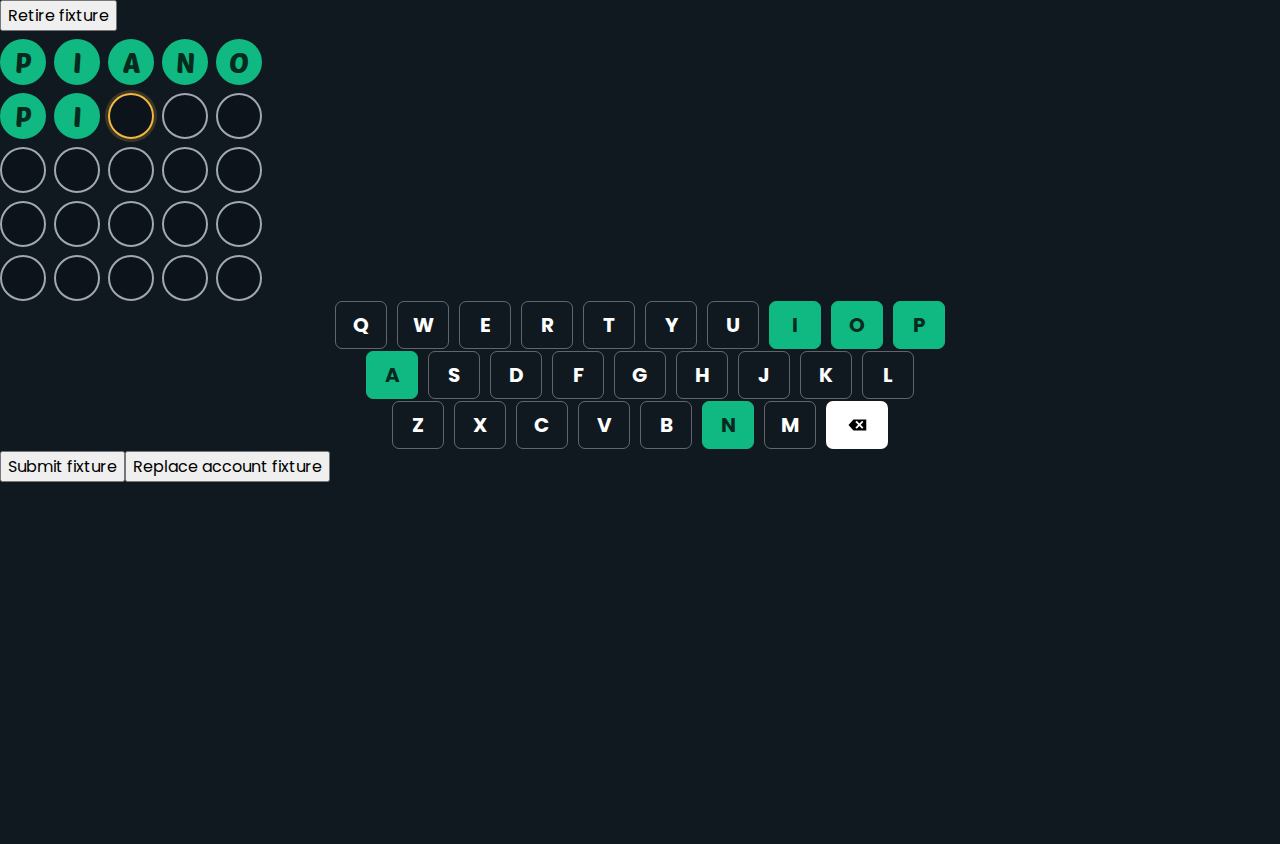 Retire fixture
P I A N O
P I
Q W E R T Y U I O P
A S D F G H J K L
Z X C V B N M
Submit fixture Replace account fixture